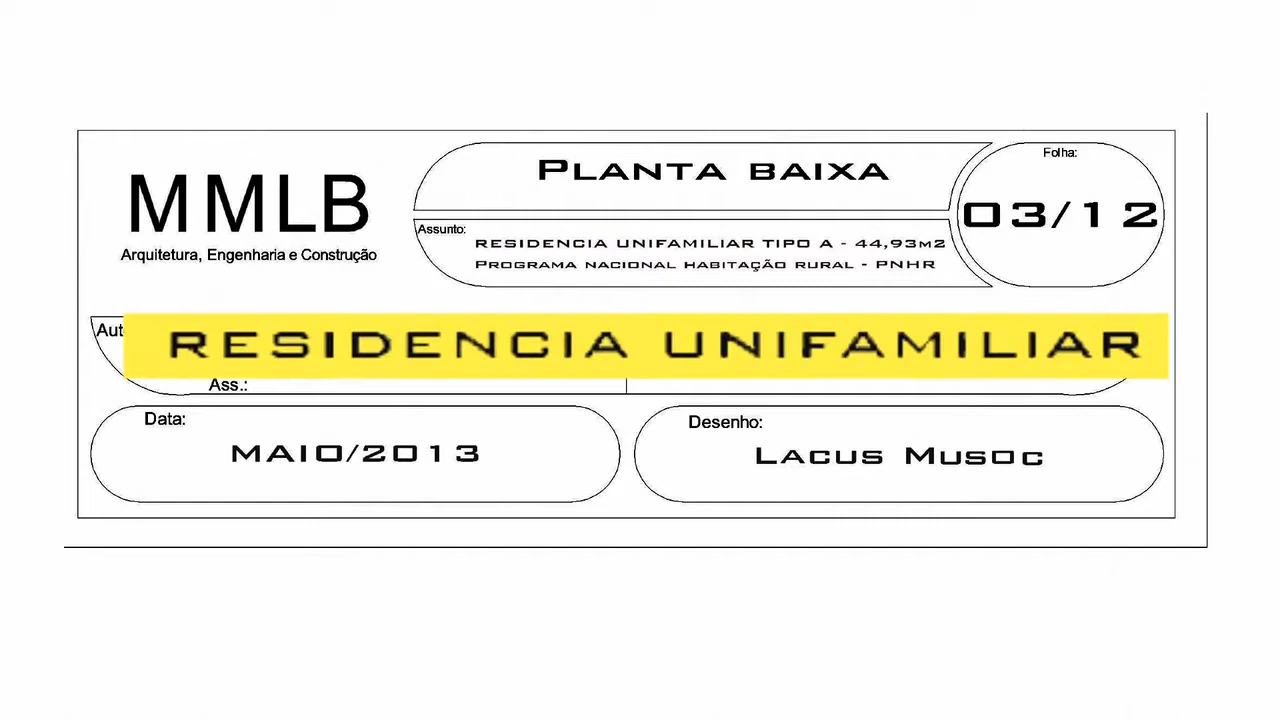 MMLB
Arquitetura, Engenharia e Construção
PLANTA BAIXA
Assunto:
RESIDENCIA UNIFAMILIAR TIPO A - 44,93M2
PROGRAMA NACIONAL HABITAÇÃO RURAL - PNHR
Folha:
03/12
Aut
RESIDENCIA UNIFAMILIAR
Ass.:
Data:
MAIO/2013
Desenho:
LACUS MUSOC